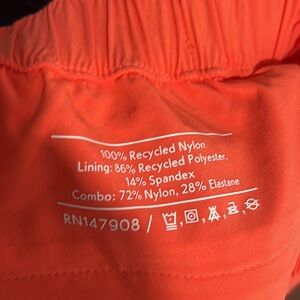 100% Recycled Nylon
Lining: 86% Recycled Polyester,
14% Spandex
Combo: 72% Nylon, 28% Elastane
RN147908 /